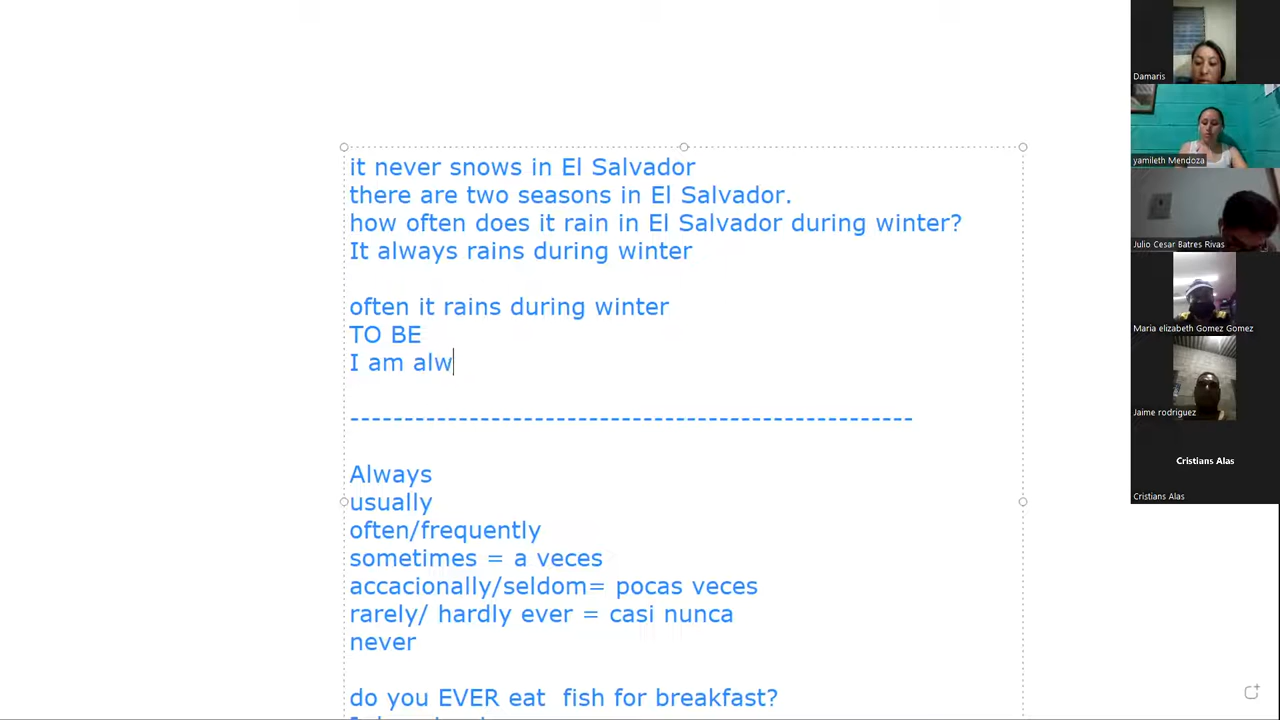 it never snows in El Salvador
there are two seasons in El Salvador.
how often does it rain in El Salvador during winter?
It always rains during winter
often it rains during winter
TO BE
I am alw
----------------------------------------------------
Always
usually
often/frequently
sometimes = a veces
accacionally/seldom= pocas veces
rarely/ hardly ever = casi nunca
never
do you EVER eat  fish for breakfast?
Damaris
yamileth Mendoza
Julio Cesar Batres Rivas
Maria elizabeth Gomez Gomez
Jaime rodriguez
Cristians Alas
Cristians Alas